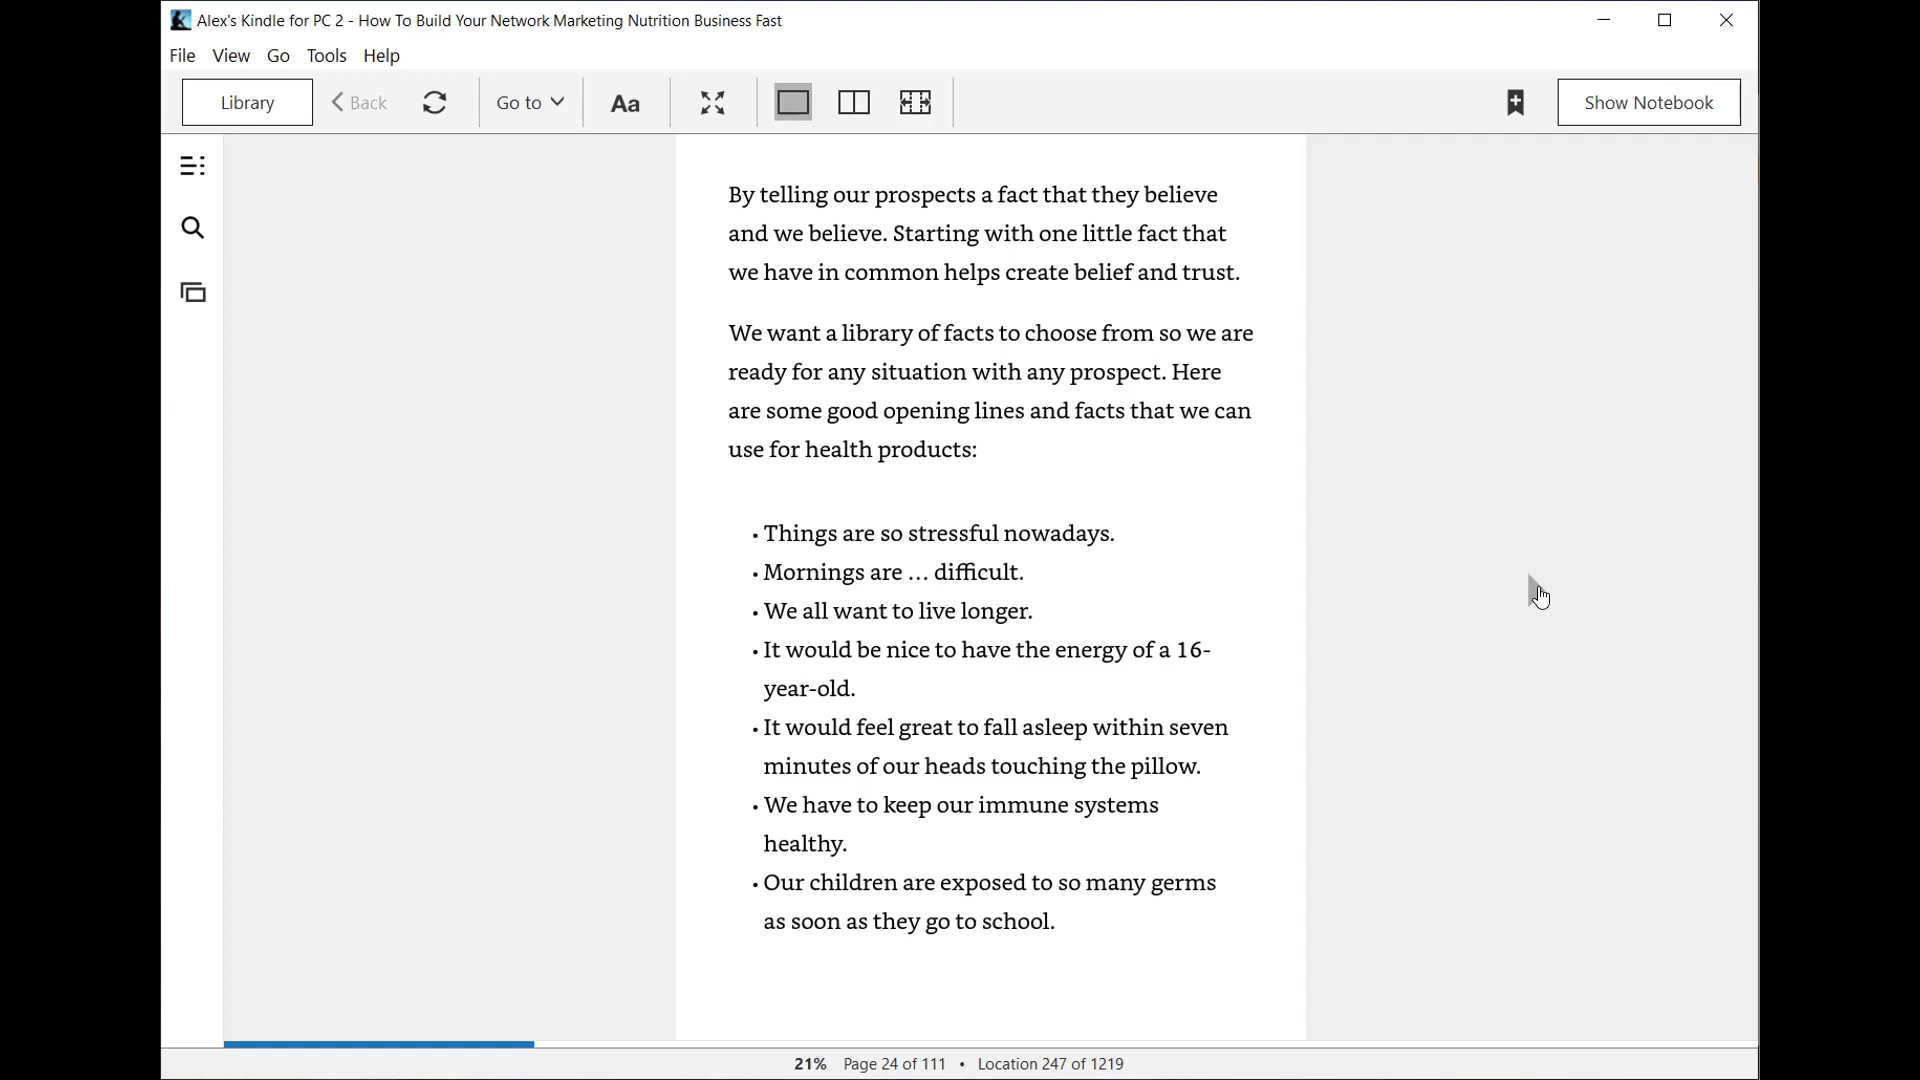 Alex's Kindle for PC 2 - How To Build Your Network Marketing Nutrition Business Fast
File View Go Tools Help
Library Back Go to Aa Show Notebook
By telling our prospects a fact that they believe
and we believe. Starting with one little fact that
we have in common helps create belief and trust.
We want a library of facts to choose from so we are
ready for any situation with any prospect. Here
are some good opening lines and facts that we can
use for health products:
• Things are so stressful nowadays.
• Mornings are … difficult.
• We all want to live longer.
• It would be nice to have the energy of a 16-
year-old.
• It would feel great to fall asleep within seven
minutes of our heads touching the pillow.
• We have to keep our immune systems
healthy.
• Our children are exposed to so many germs
as soon as they go to school.
21% Page 24 of 111 • Location 247 of 1219